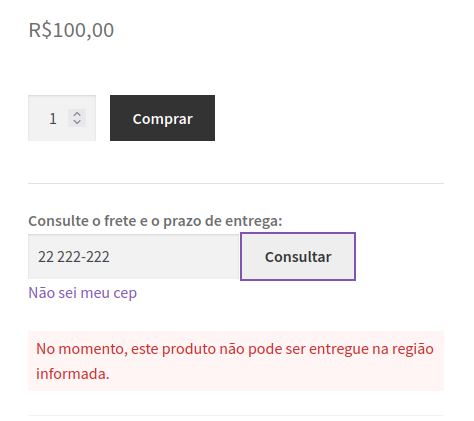 R$100,00
1
Comprar
Consulte o frete e o prazo de entrega:
22 222-222
Consultar
Não sei meu cep
No momento, este produto não pode ser entregue na região
informada.